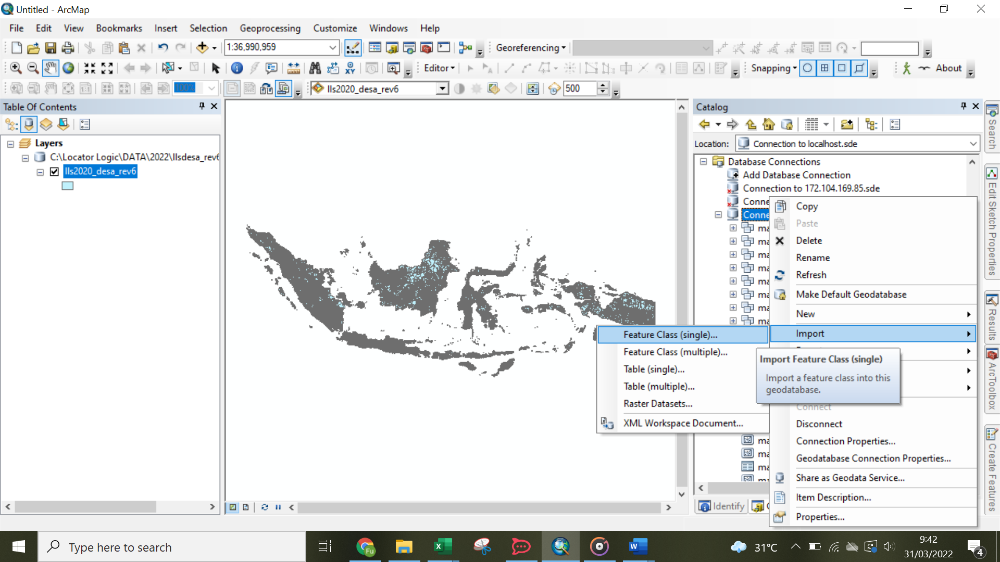 Untitled - ArcMap
File Edit View Bookmarks Insert Selection Geoprocessing Customize Windows Help
1:36,990,959
Georeferencing
Editor
Snapping
About
100%
lls2020_desa_rev6
500
Table Of Contents
Layers
C:\Locator Logic\DATA\2022\llsdesa_rev6
lls2020_desa_rev6
Catalog
Location: Connection to localhost.sde
Database Connections
Add Database Connection
Connection to 172.104.169.85.sde
Conne
Conne
ma
ma
ma
ma
ma
ma
ma
ma
ma
ma
ma
ma
Copy
Paste
Delete
Rename
Refresh
Make Default Geodatabase
New
Import
Connect
Disconnect
Connection Properties...
Geodatabase Connection Properties...
Share as Geodata Service...
Item Description...
Properties...
Feature Class (single)...
Feature Class (multiple)...
Table (single)...
Table (multiple)...
Raster Datasets...
XML Workspace Document...
Import Feature Class (single)
Import a feature class into this
geodatabase.
Identify
Search
Edit Sketch Properties
Results
ArcToolbox
Create Features
Type here to search
31°C
9:42
31/03/2022
4